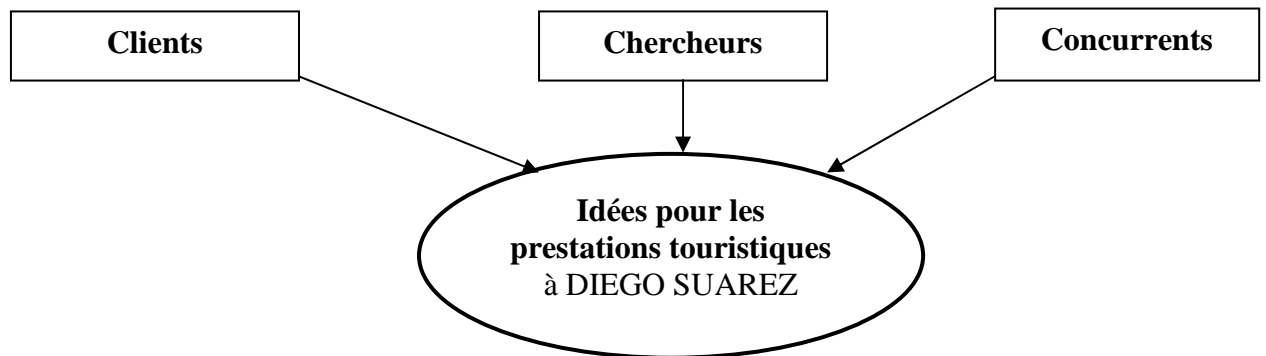 Clients
Chercheurs
Concurrents
Idées pour les
prestations touristiques
à DIEGO SUAREZ